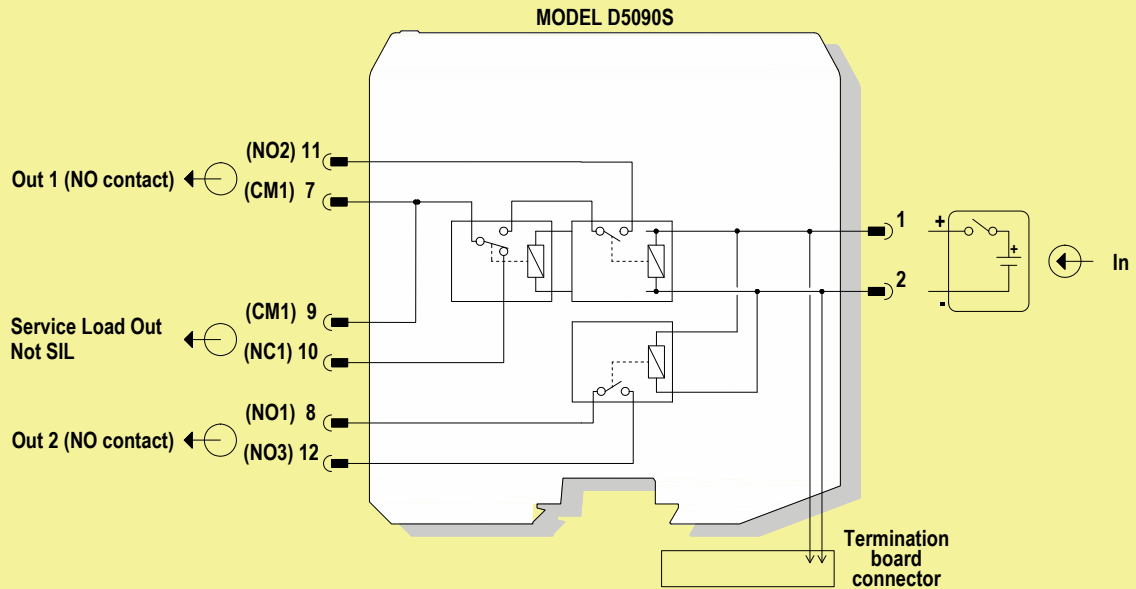 MODEL D5090S
(NO2) 11
Out 1 (NO contact)
(CM1) 7
1
+
+
In
2
-
(CM1) 9
Service Load Out
Not SIL
(NC1) 10
(NO1) 8
Out 2 (NO contact)
(NO3) 12
Termination
board
connector